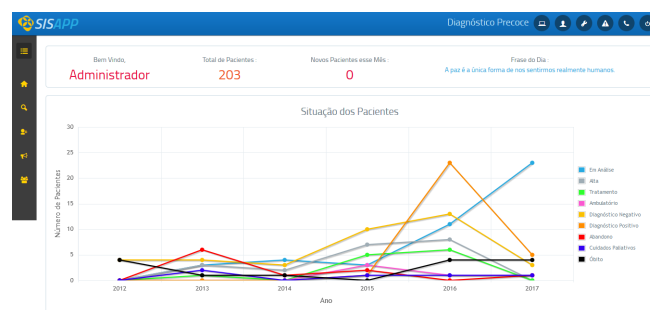 SISAPP
Diagnóstico Precoce
Bem Vindo,
Administrador
Total de Pacientes :
203
Novos Pacientes esse Mês :
0
Frase do Dia :
A paz é a única forma de nos sentirmos realmente humanos.
Situação dos Pacientes
Número de Pacientes
30
25
20
15
10
5
0
2012 2013 2014 2015 2016 2017
Ano
Em Análise
Alta
Tratamento
Ambulatório
Diagnóstico Negativo
Diagnóstico Positivo
Abandono
Cuidados Paliativos
Óbito